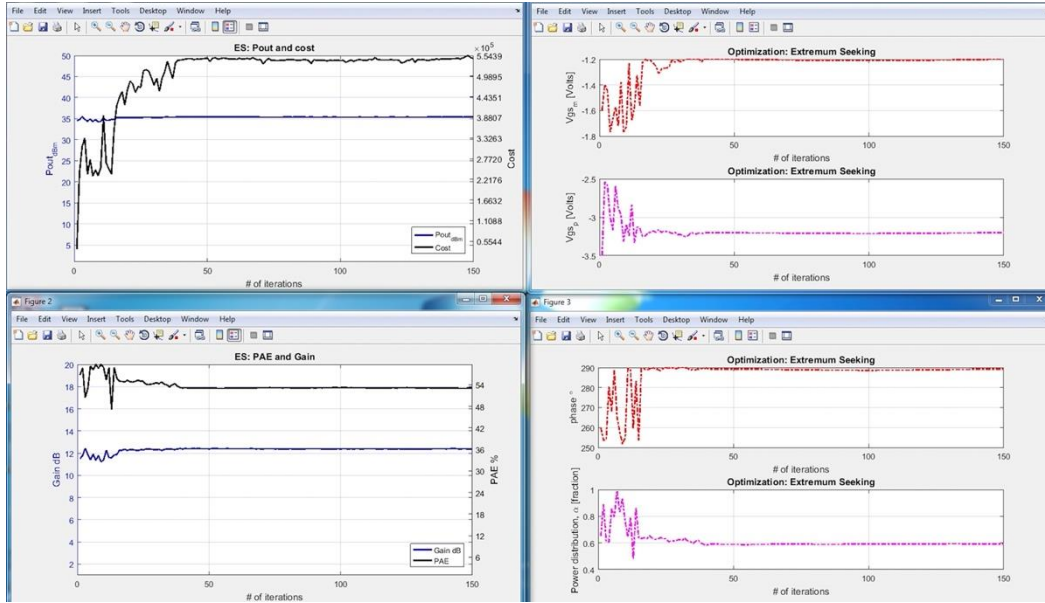 File Edit View Insert Tools Desktop Window Help
ES: Pout and cost
×10⁵
50
45
40
35
30
25
20
15
10
5
Pout_dBm
5.5439
4.9895
4.4351
3.8807
3.3263
2.7720
2.2176
1.6632
1.1088
0.5544
Cost
Pout_dBm
Cost
0 50 100 150
# of iterations
File Edit View Insert Tools Desktop Window Help
Optimization: Extremum Seeking
-1.2
-1.4
-1.6
-1.8
Vgs_m [Volts]
0 50 100 150
# of iterations
Optimization: Extremum Seeking
-2.5
-3
-3.5
Vgs_p [Volts]
0 50 100 150
# of iterations
Figure 2
File Edit View Insert Tools Desktop Window Help
ES: PAE and Gain
20
18
16
14
12
10
8
6
4
2
Gain dB
54
48
42
36
30
24
18
12
6
PAE %
Gain dB
PAE
0 50 100 150
# of iterations
Figure 3
File Edit View Insert Tools Desktop Window Help
Optimization: Extremum Seeking
290
280
270
260
250
phase °
0 50 100 150
# of iterations
Optimization: Extremum Seeking
1
0.8
0.6
0.4
Power distribution, α [fraction]
0 50 100 150
# of iterations